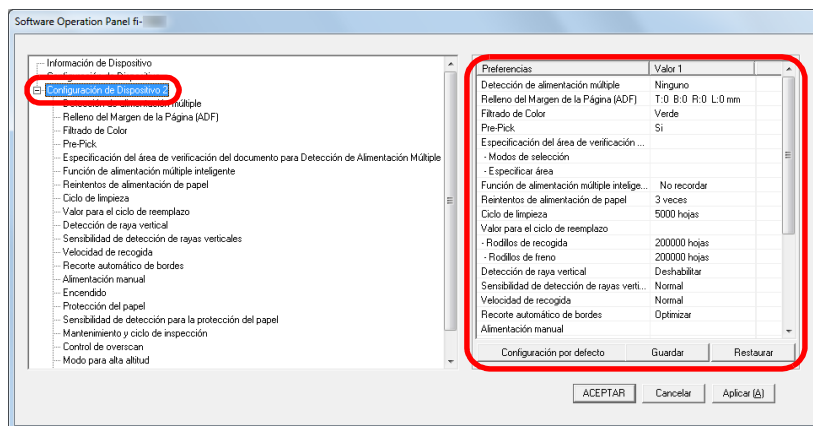 Software Operation Panel fi-
Información de Dispositivo
Configuración de Dispositivo 2
Detección de alimentación múltiple
Relleno del Margen de la Página (ADF)
Filtrado de Color
Pre-Pick
Especificación del área de verificación del documento para Detección de Alimentación Múltiple
Función de alimentación múltiple inteligente
Reintentos de alimentación de papel
Ciclo de limpieza
Valor para el ciclo de reemplazo
Detección de raya vertical
Sensibilidad de detección de rayas verticales
Velocidad de recogida
Recorte automático de bordes
Alimentación manual
Encendido
Protección del papel
Sensibilidad de detección para la protección del papel
Mantenimiento y ciclo de inspección
Control de overscan
Modo para alta altitud
Preferencias Valor 1
Detección de alimentación múltiple Ninguno
Relleno del Margen de la Página (ADF) T:0 B:0 R:0 L:0 mm
Filtrado de Color Verde
Pre-Pick Si
Especificación del área de verificación ...
- Modos de selección
- Especificar área
Función de alimentación múltiple intelige... No recordar
Reintentos de alimentación de papel 3 veces
Ciclo de limpieza 5000 hojas
Valor para el ciclo de reemplazo
- Rodillos de recogida 200000 hojas
- Rodillos de freno 200000 hojas
Detección de raya vertical Deshabilitar
Sensibilidad de detección de rayas verti... Normal
Velocidad de recogida Normal
Recorte automático de bordes Optimizar
Alimentación manual
Configuración por defecto Guardar Restaurar
ACEPTAR Cancelar Aplicar (A)